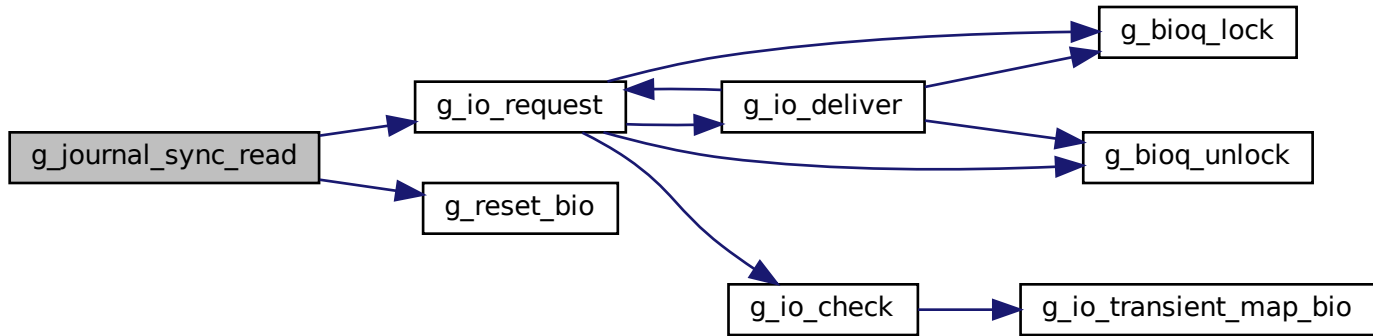 g_bioq_lock
g_io_request
g_io_deliver
g_journal_sync_read
g_bioq_unlock
g_reset_bio
g_io_check
g_io_transient_map_bio